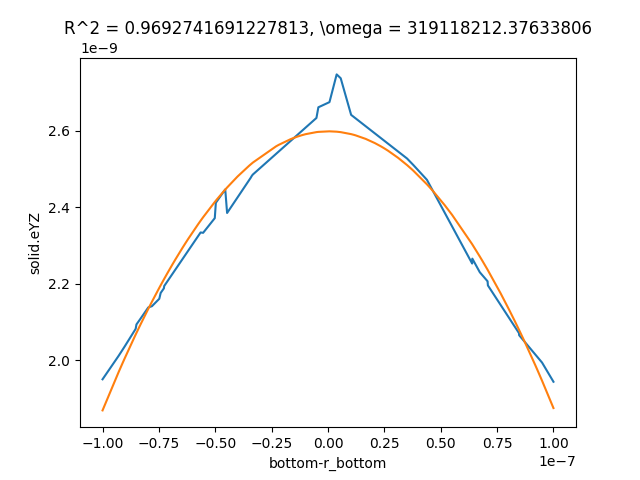 R^2 = 0.9692741691227813, \omega = 319118212.37633806
1e−9
2.6
2.4
2.2
2.0
solid.eYZ
−1.00 −0.75 −0.50 −0.25 0.00 0.25 0.50 0.75 1.00
bottom-r_bottom 1e−7